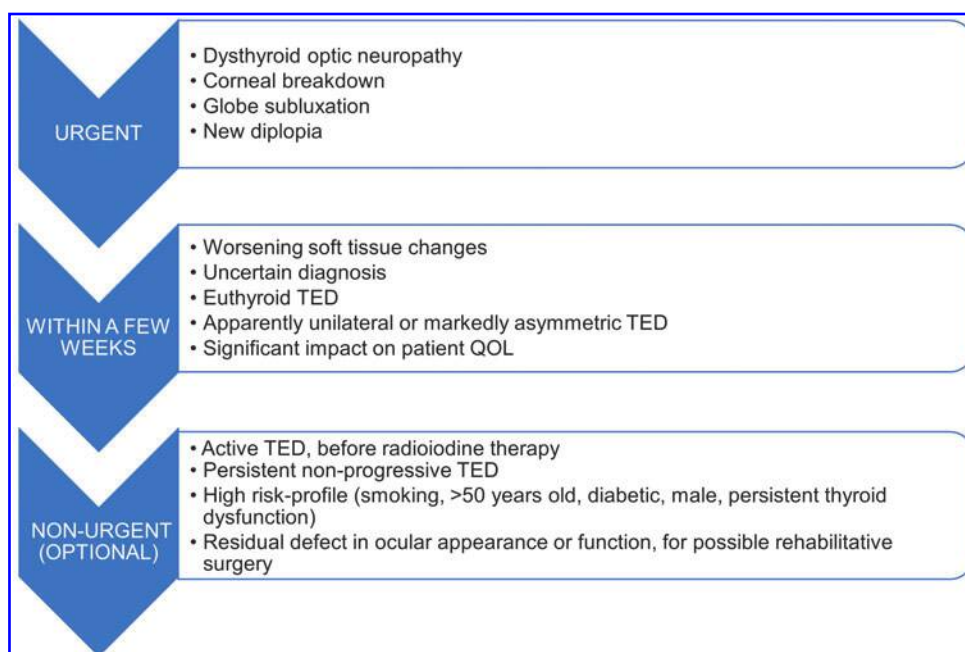 URGENT
• Dysthyroid optic neuropathy
• Corneal breakdown
• Globe subluxation
• New diplopia
WITHIN A FEW
WEEKS
• Worsening soft tissue changes
• Uncertain diagnosis
• Euthyroid TED
• Apparently unilateral or markedly asymmetric TED
• Significant impact on patient QOL
NON-URGENT
(OPTIONAL)
• Active TED, before radioiodine therapy
• Persistent non-progressive TED
• High risk-profile (smoking, >50 years old, diabetic, male, persistent thyroid
dysfunction)
• Residual defect in ocular appearance or function, for possible rehabilitative
surgery